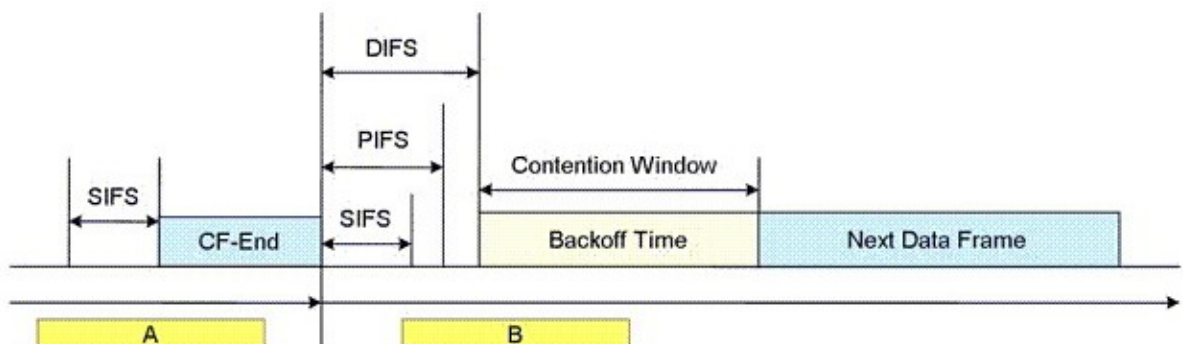 DIFS
PIFS
Contention Window
SIFS
SIFS
CF-End
Backoff Time
Next Data Frame
A
B